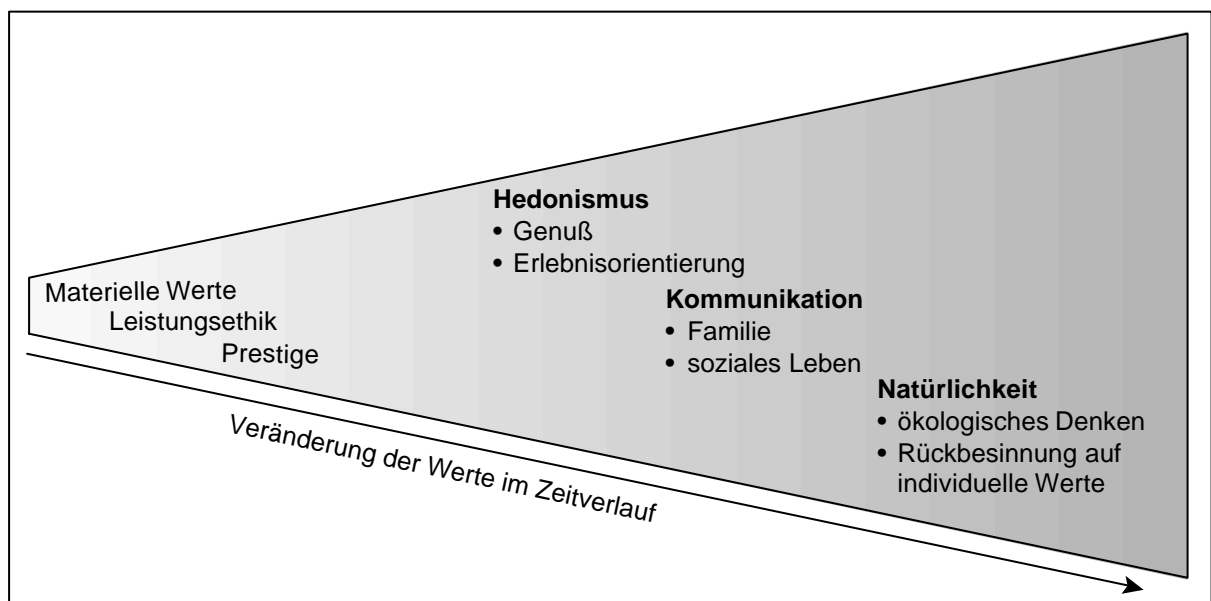 Hedonismus
• Genuß
• Erlebnisorientierung
Materielle Werte
Leistungsethik
Prestige
Kommunikation
• Familie
• soziales Leben
Natürlichkeit
• ökologisches Denken
• Rückbesinnung auf
individuelle Werte
Veränderung der Werte im Zeitverlauf